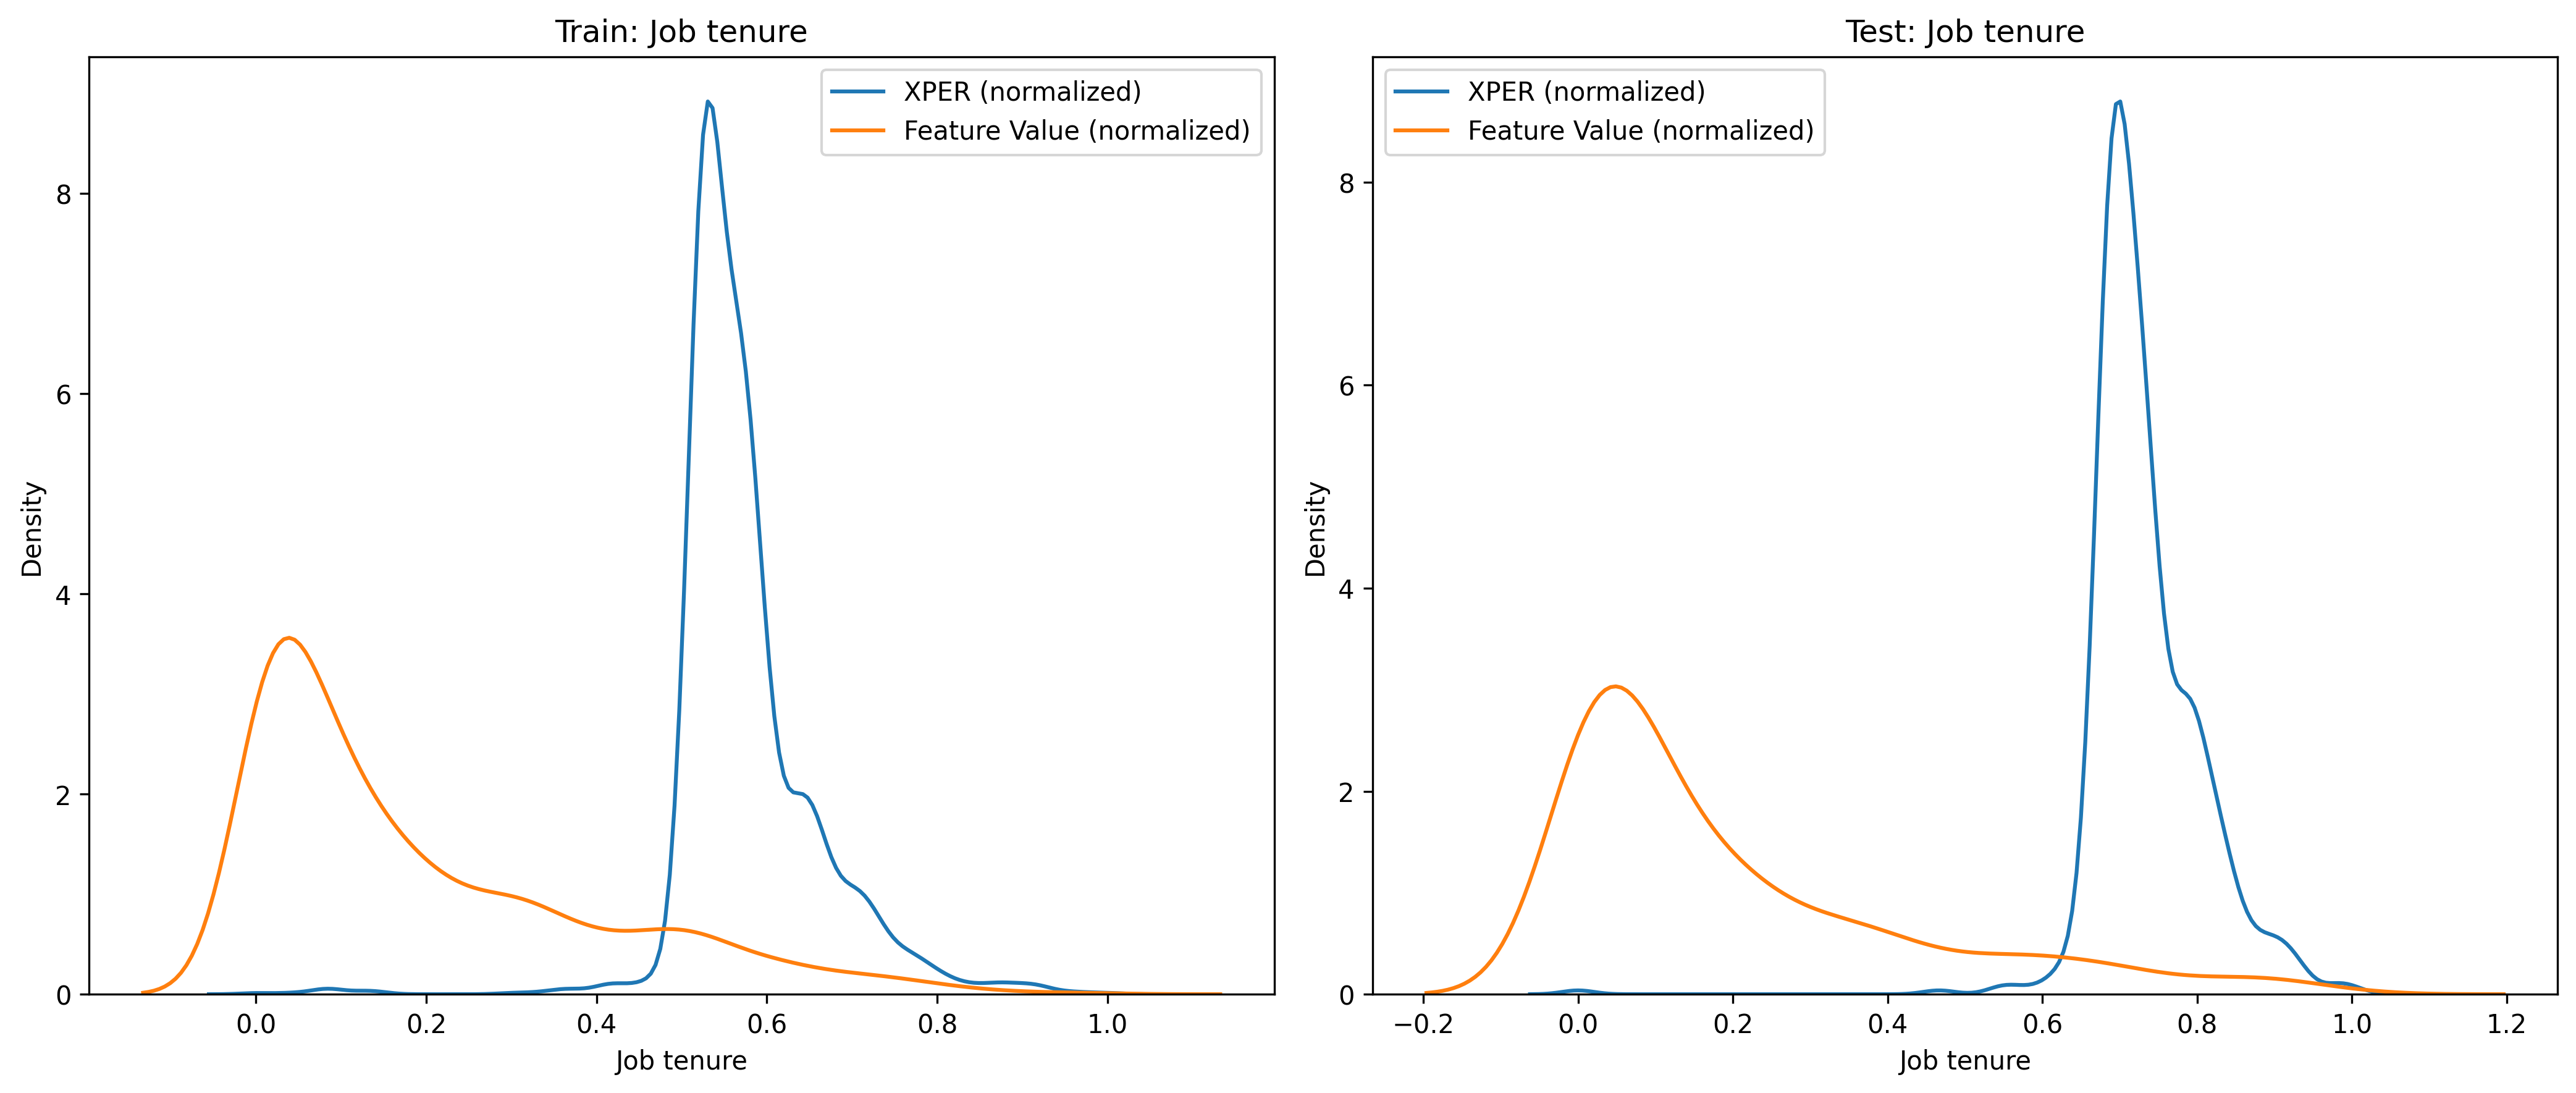 Train: Job tenure
XPER (normalized)
Feature Value (normalized)
Density
8
6
4
2
0
0.0 0.2 0.4 0.6 0.8 1.0
Job tenure
Test: Job tenure
XPER (normalized)
Feature Value (normalized)
Density
8
6
4
2
0
−0.2 0.0 0.2 0.4 0.6 0.8 1.0 1.2
Job tenure